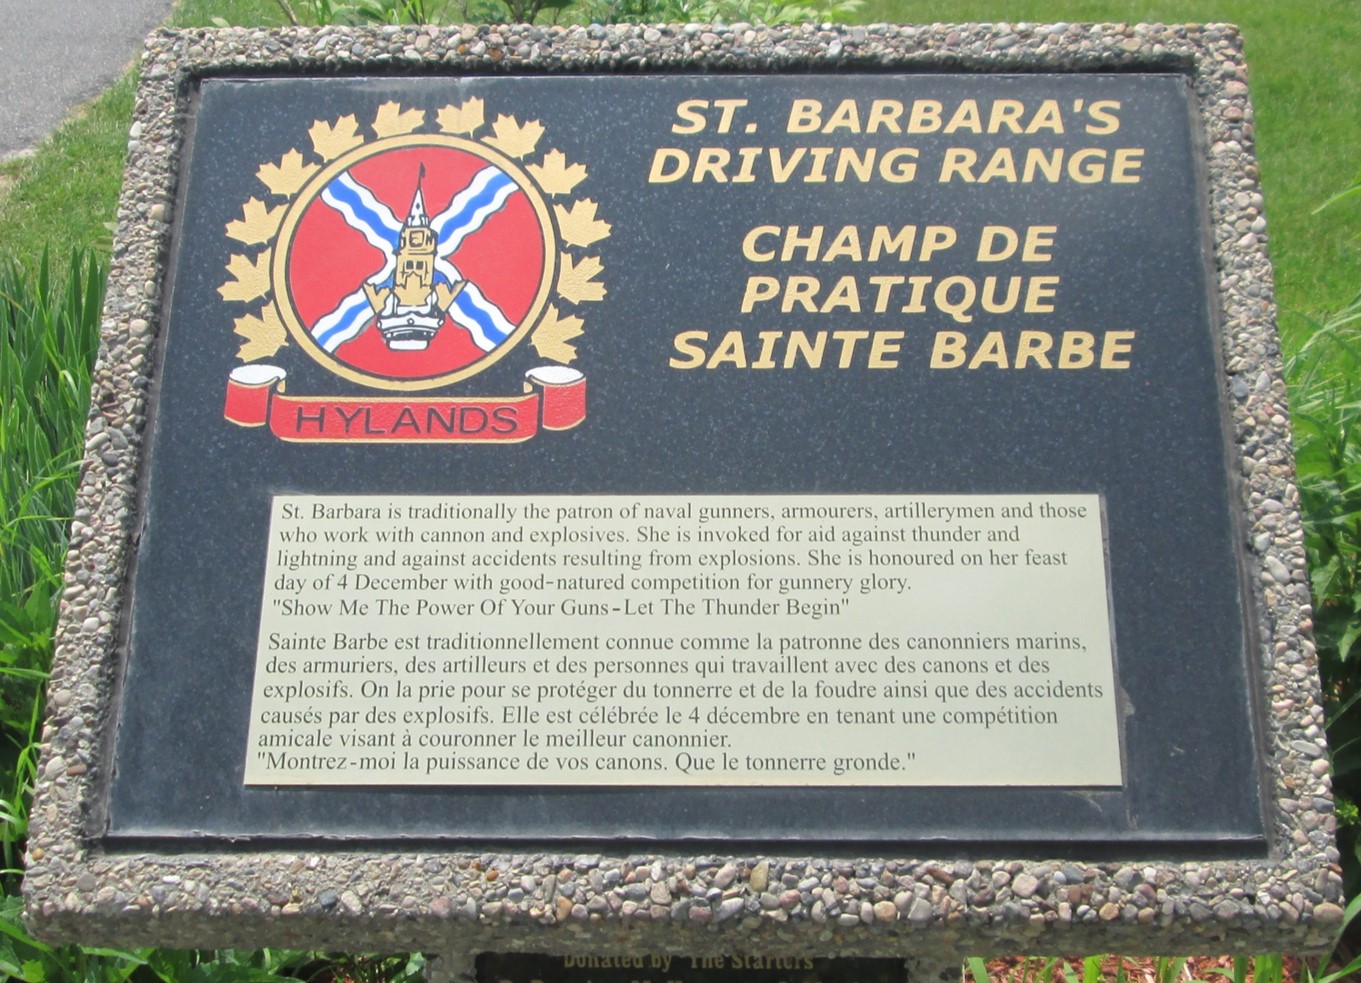 ST. BARBARA'S
DRIVING RANGE
CHAMP DE
PRATIQUE
SAINTE BARBE
HYLANDS
St. Barbara is traditionally the patron of naval gunners, armourers, artillerymen and those
who work with cannon and explosives. She is invoked for aid against thunder and
lightning and against accidents resulting from explosions. She is honoured on her feast
day of 4 December with good-natured competition for gunnery glory.
"Show Me The Power Of Your Guns-Let The Thunder Begin"
Sainte Barbe est traditionnellement connue comme la patronne des canonniers marins,
des armuriers, des artilleurs et des personnes qui travaillent avec des canons et des
explosifs. On la prie pour se protéger du tonnerre et de la foudre ainsi que des accidents
causés par des explosifs. Elle est célébrée le 4 décembre en tenant une compétition
amicale visant à couronner le meilleur canonnier.
"Montrez-moi la puissance de vos canons. Que le tonnerre gronde."
Donated by "The Starters"